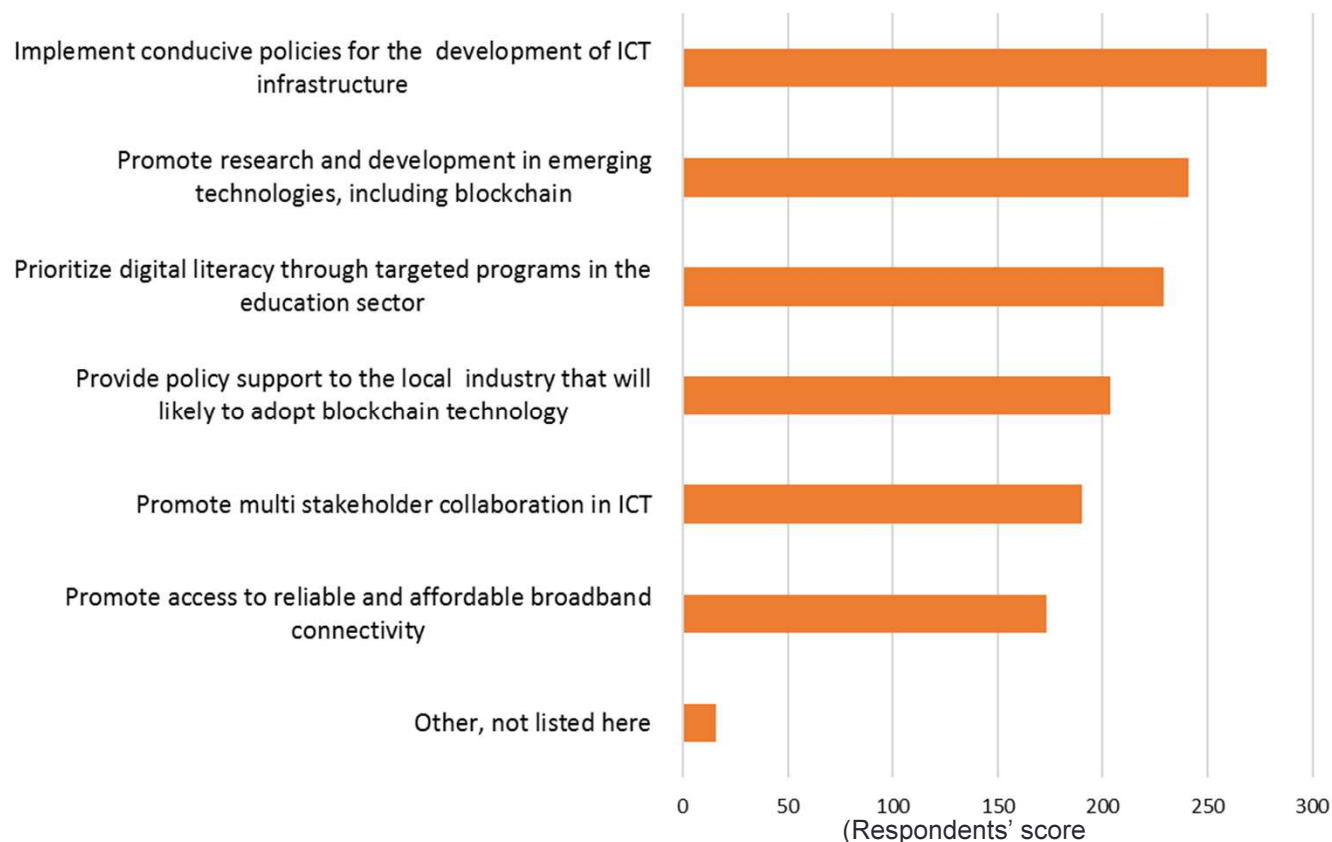 Implement conducive policies for the development of ICT
infrastructure
Promote research and development in emerging
technologies, including blockchain
Prioritize digital literacy through targeted programs in the
education sector
Provide policy support to the local industry that will
likely to adopt blockchain technology
Promote multi stakeholder collaboration in ICT
Promote access to reliable and affordable broadband
connectivity
Other, not listed here
0 50 100 150 200 250 300
(Respondents’ score